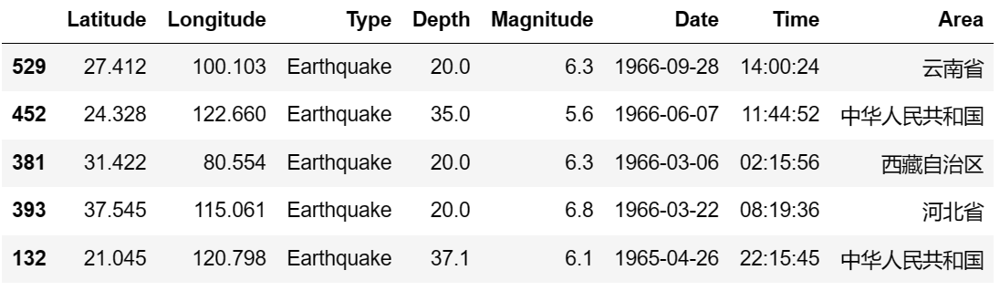 Latitude Longitude Type Depth Magnitude Date Time Area
529 27.412 100.103 Earthquake 20.0 6.3 1966-09-28 14:00:24 云南省
452 24.328 122.660 Earthquake 35.0 5.6 1966-06-07 11:44:52 中华人民共和国
381 31.422 80.554 Earthquake 20.0 6.3 1966-03-06 02:15:56 西藏自治区
393 37.545 115.061 Earthquake 20.0 6.8 1966-03-22 08:19:36 河北省
132 21.045 120.798 Earthquake 37.1 6.1 1965-04-26 22:15:45 中华人民共和国